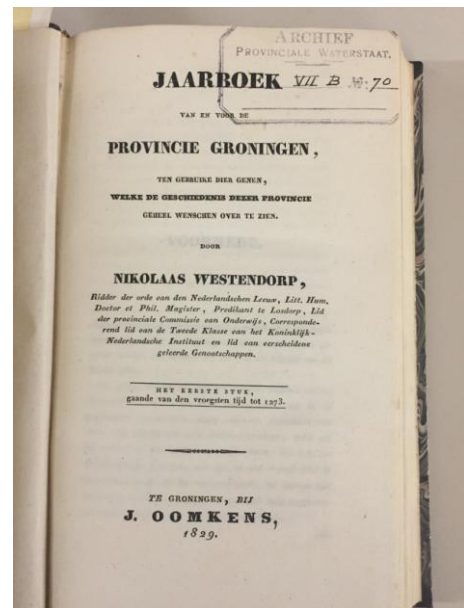 ARCHIEF
PROVINCIALE WATERSTAAT.
VII B No: 70
JAARBOEK
VAN EN VOOR DE
PROVINCIE GRONINGEN,
TEN GEBRUIKE DIER GENEN,
WELKE DE GESCHIEDENIS DEZER PROVINCIE
GEHEEL WENSCHEN OVER TE ZIEN.
DOOR
NIKOLAAS WESTENDORP,
Ridder der orde van den Nederlandschen Leeuw, Litt. Hum.
Doctor et Phil. Magister, Predikant te Losdorp, Lid
der provinciale Commissie van Onderwijs, Corresponde-
rend lid van de Tweede Klasse van het Koninklijk-
Nederlandsche Instituut en lid van verscheidene
geleerde Genootschappen.
HET EERSTE STUK,
gaande van den vroegsten tijd tot 1273.
TE GRONINGEN, BIJ
J. OOMKENS,
1829.